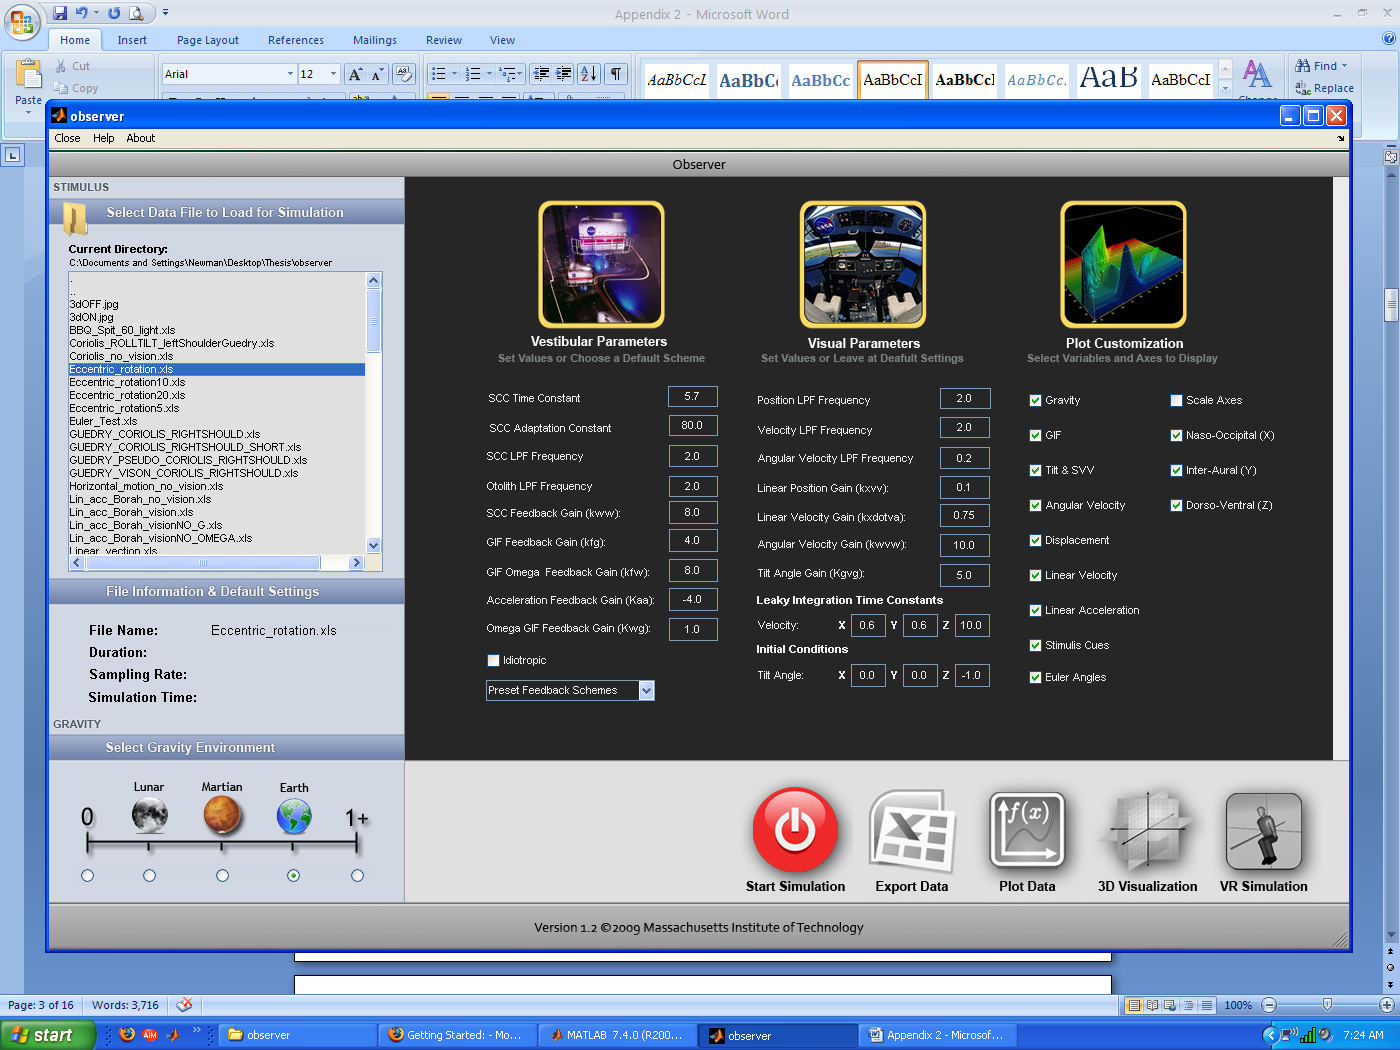 Appendix 2 - Microsoft Word
Home Insert Page Layout References Mailings Review View
Paste
Cut
Copy
Arial 12
AaBbCcI AaBbC AaBbCc AaBbCcI AaBbCcI AaBbCc. AaB AaBbCcI
Find
Replace
observer
Close Help About
Observer
STIMULUS
Select Data File to Load for Simulation
Current Directory:
C:\Documents and Settings\Newman\Desktop\Thesis\observer
.
..
3dOFF.jpg
3dON.jpg
BBQ_Spit_60_light.xls
Coriolis_ROLLTILT_leftShoulderGuedry.xls
Coriolis_no_vision.xls
Eccentric_rotation.xls
Eccentric_rotation10.xls
Eccentric_rotation20.xls
Eccentric_rotation5.xls
Euler_Test.xls
GUEDRY_CORIOLIS_RIGHTSHOULD.xls
GUEDRY_CORIOLIS_RIGHTSHOULD_SHORT.xls
GUEDRY_PSEUDO_CORIOLIS_RIGHTSHOULD.xls
GUEDRY_VISON_CORIOLIS_RIGHTSHOULD.xls
Horizontal_motion_no_vision.xls
Lin_acc_Borah_no_vision.xls
Lin_acc_Borah_vision.xls
Lin_acc_Borah_visionNO_G.xls
Lin_acc_Borah_visionNO_OMEGA.xls
Linear_vection.xls
File Information & Default Settings
File Name: Eccentric_rotation.xls
Duration:
Sampling Rate:
Simulation Time:
GRAVITY
Select Gravity Environment
0 Lunar Martian Earth 1+
Vestibular Parameters
Set Values or Choose a Default Scheme
SCC Time Constant 5.7
SCC Adaptation Constant 80.0
SCC LPF Frequency 2.0
Otolith LPF Frequency 2.0
SCC Feedback Gain (kww): 8.0
GIF Feedback Gain (kfg): 4.0
GIF Omega Feedback Gain (kfw): 8.0
Acceleration Feedback Gain (Kaa): -4.0
Omega GIF Feedback Gain (Kwg): 1.0
Idiotropic
Preset Feedback Schemes
Visual Parameters
Set Values or Leave at Deafult Settings
Position LPF Frequency 2.0
Velocity LPF Frequency 2.0
Angular Velocity LPF Frequency 0.2
Linear Position Gain (kxvv): 0.1
Linear Velocity Gain (kxdotva): 0.75
Angular Velocity Gain (kwvw): 10.0
Tilt Angle Gain (Kgvg): 5.0
Leaky Integration Time Constants
Velocity: X 0.6 Y 0.6 Z 10.0
Initial Conditions
Tilt Angle: X 0.0 Y 0.0 Z -1.0
Plot Customization
Select Variables and Axes to Display
Gravity Scale Axes
GIF Naso-Occipital (X)
Tilt & SVV Inter-Aural (Y)
Angular Velocity Dorso-Ventral (Z)
Displacement
Linear Velocity
Linear Acceleration
Stimulis Cues
Euler Angles
f(x)
Start Simulation Export Data Plot Data 3D Visualization VR Simulation
Version 1.2 ©2009 Massachusetts Institute of Technology
Page: 3 of 16 Words: 3,716 100%
start observer Getting Started: - Mo... MATLAB 7.4.0 (R200... observer Appendix 2 - Microsof... 7:24 AM